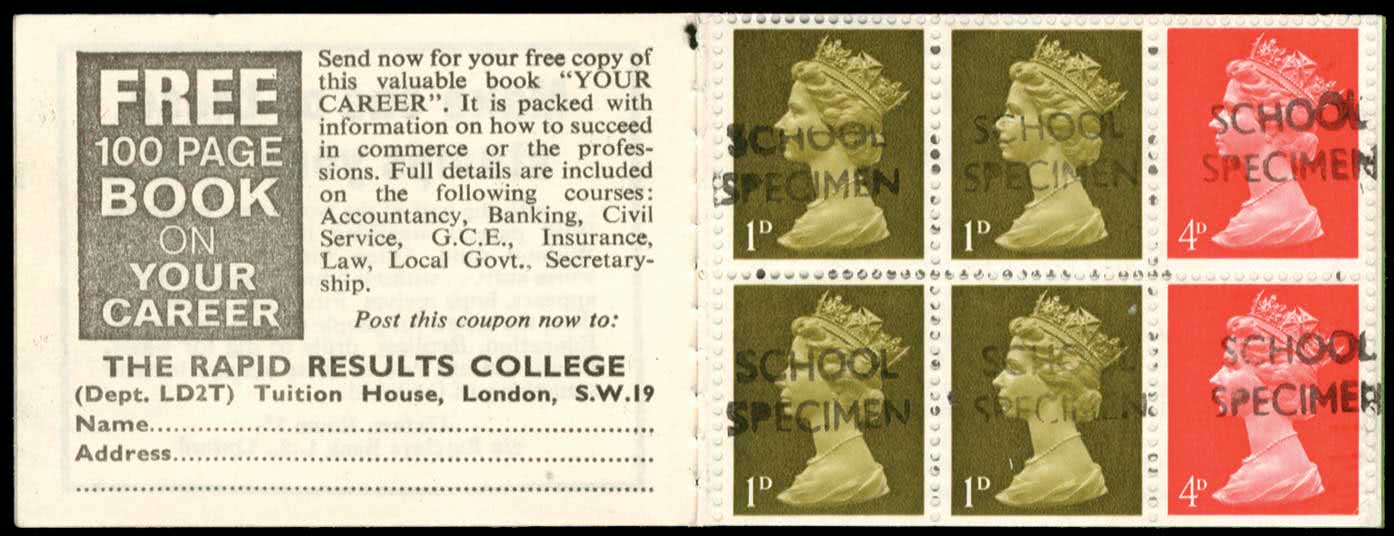 FREE
100 PAGE
BOOK
ON
YOUR
CAREER
Send now for your free copy of
this valuable book “YOUR
CAREER”. It is packed with
information on how to succeed
in commerce or the profes-
sions. Full details are included
on the following courses:
Accountancy, Banking, Civil
Service, G.C.E., Insurance,
Law, Local Govt., Secretary-
ship.
Post this coupon now to:
THE RAPID RESULTS COLLEGE
(Dept. LD2T) Tuition House, London, S.W.19
Name
Address
SCHOOL
SPECIMEN
1D
SCHOOL
SPECIMEN
1D
SCHOOL
SPECIMEN
4D
SCHOOL
SPECIMEN
1D
SCHOOL
SPECIMEN
1D
SCHOOL
SPECIMEN
4D